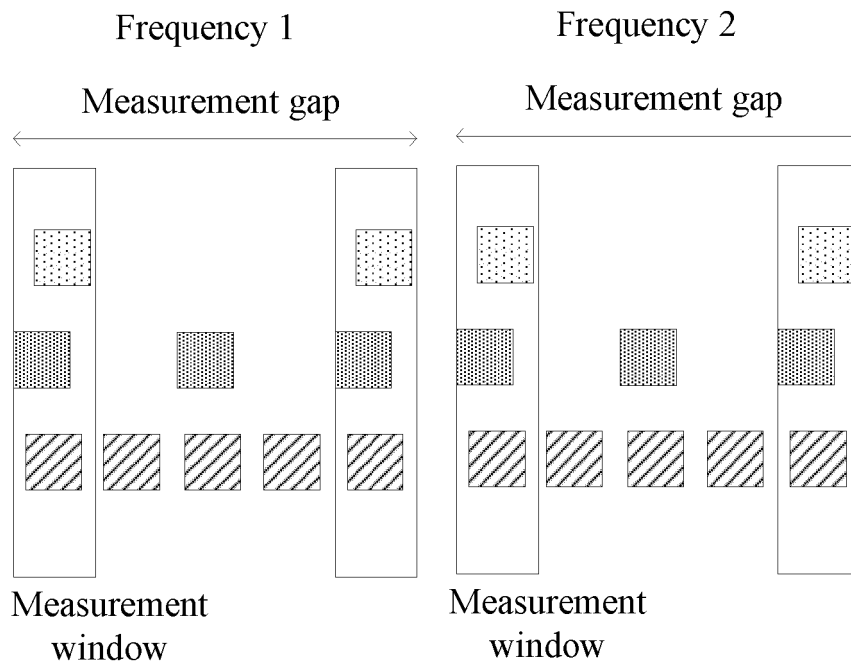 Frequency 1
Frequency 2
Measurement gap
Measurement gap
Measurement
window
Measurement
window